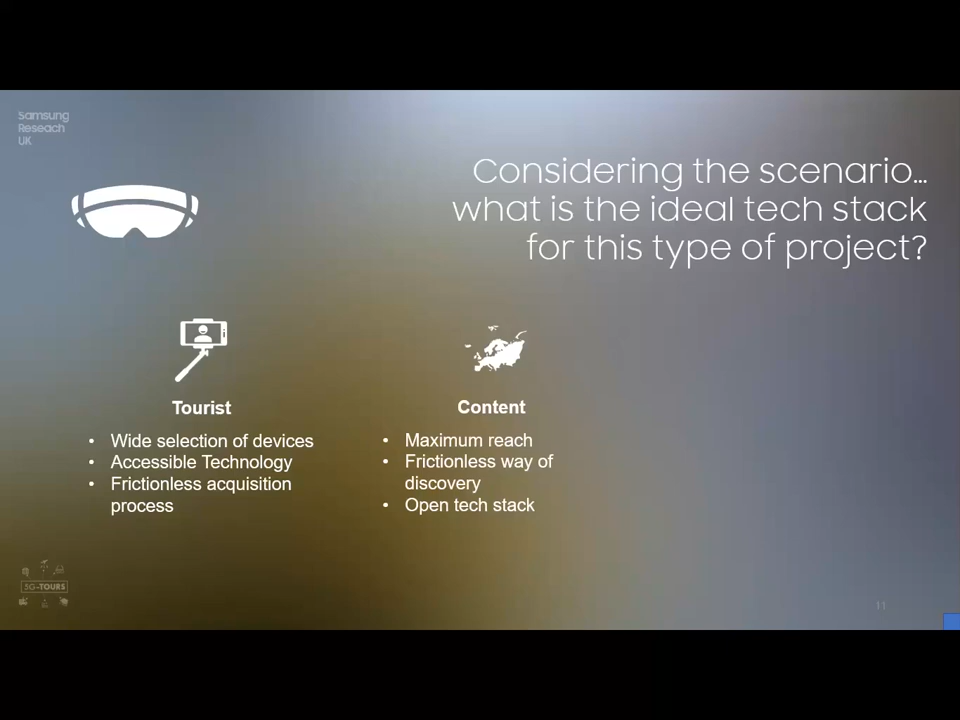 Samsung
Reseach
UK
Considering the scenario...
what is the ideal tech stack
for this type of project?
Tourist
• Wide selection of devices
• Accessible Technology
• Frictionless acquisition
process
Content
• Maximum reach
• Frictionless way of
discovery
• Open tech stack
5G-TOURS
11